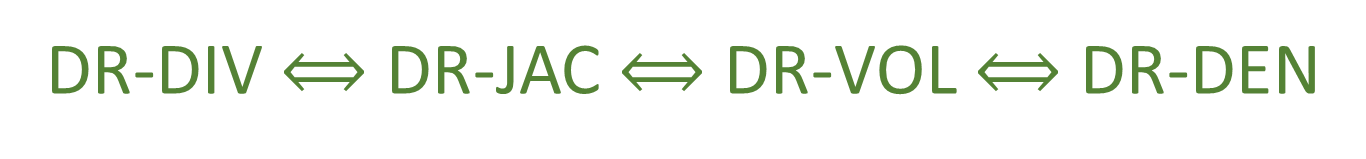 DR-DIV ⟺ DR-JAC ⟺ DR-VOL ⟺ DR-DEN